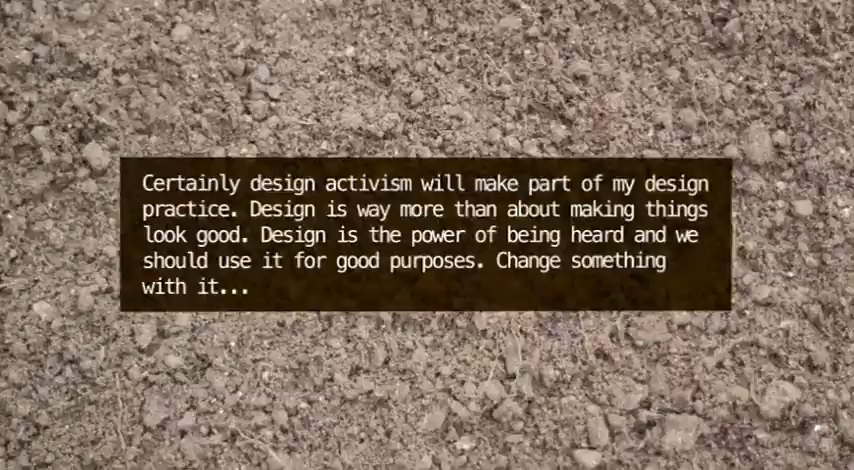 Certainly design activism will make part of my design
practice. Design is way more than about making things
look good. Design is the power of being heard and we
should use it for good purposes. Change something
with it...